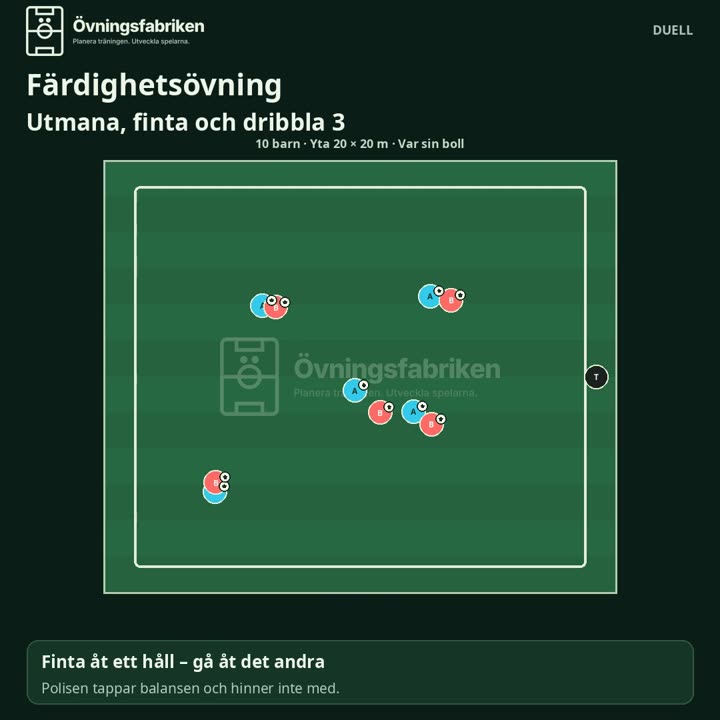 Övningsfabriken
Planera träningen. Utveckla spelarna.
DUELL
Färdighetsövning
Utmana, finta och dribbla 3
10 barn · Yta 20 × 20 m · Var sin boll
A B
A B
Övningsfabriken
Planera träningen. Utveckla spelarna.
T
A
B
A
B
B
Finta åt ett håll – gå åt det andra
Polisen tappar balansen och hinner inte med.